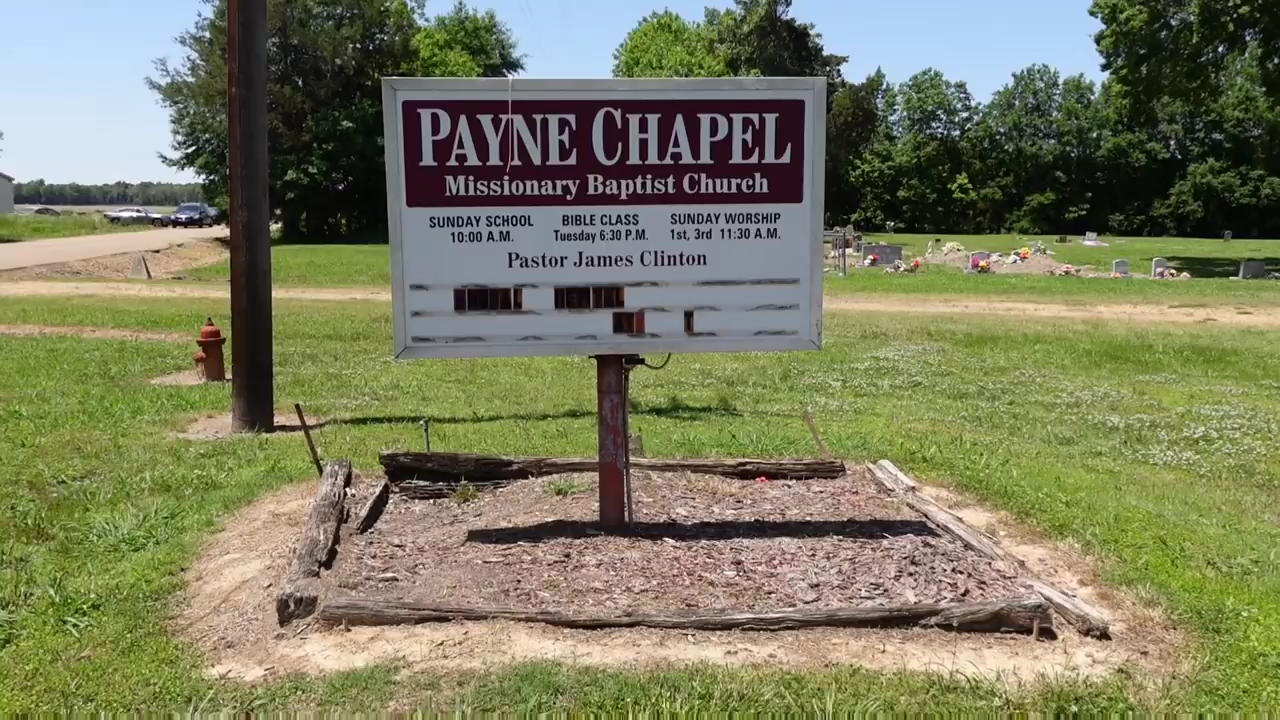 PAYNE CHAPEL
Missionary Baptist Church
SUNDAY SCHOOL BIBLE CLASS SUNDAY WORSHIP
10:00 A.M. Tuesday 6:30 P.M. 1st, 3rd 11:30 A.M.
Pastor James Clinton